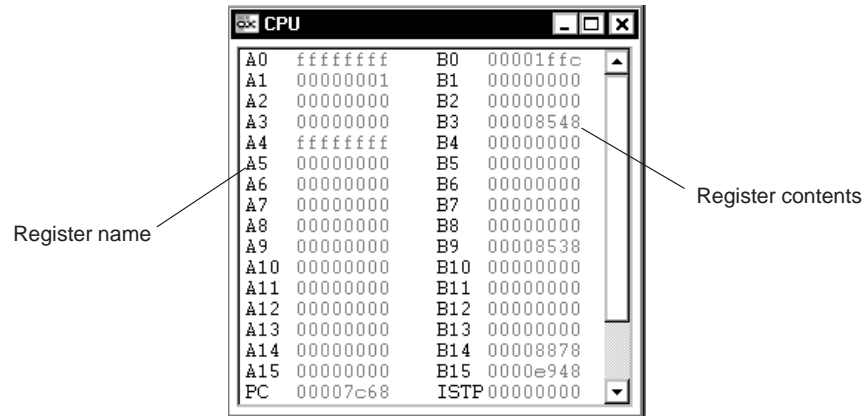 CPU
A0 ffffffff B0 00001ffc
A1 00000001 B1 00000000
A2 00000000 B2 00000000
A3 00000000 B3 00008548
A4 ffffffff B4 00000000
A5 00000000 B5 00000000
A6 00000000 B6 00000000
A7 00000000 B7 00000000
A8 00000000 B8 00000000
A9 00000000 B9 00008538
A10 00000000 B10 00000000
A11 00000000 B11 00000000
A12 00000000 B12 00000000
A13 00000000 B13 00000000
A14 00000000 B14 00008878
A15 00000000 B15 0000e948
PC 00007c68 ISTP 00000000
Register name
Register contents